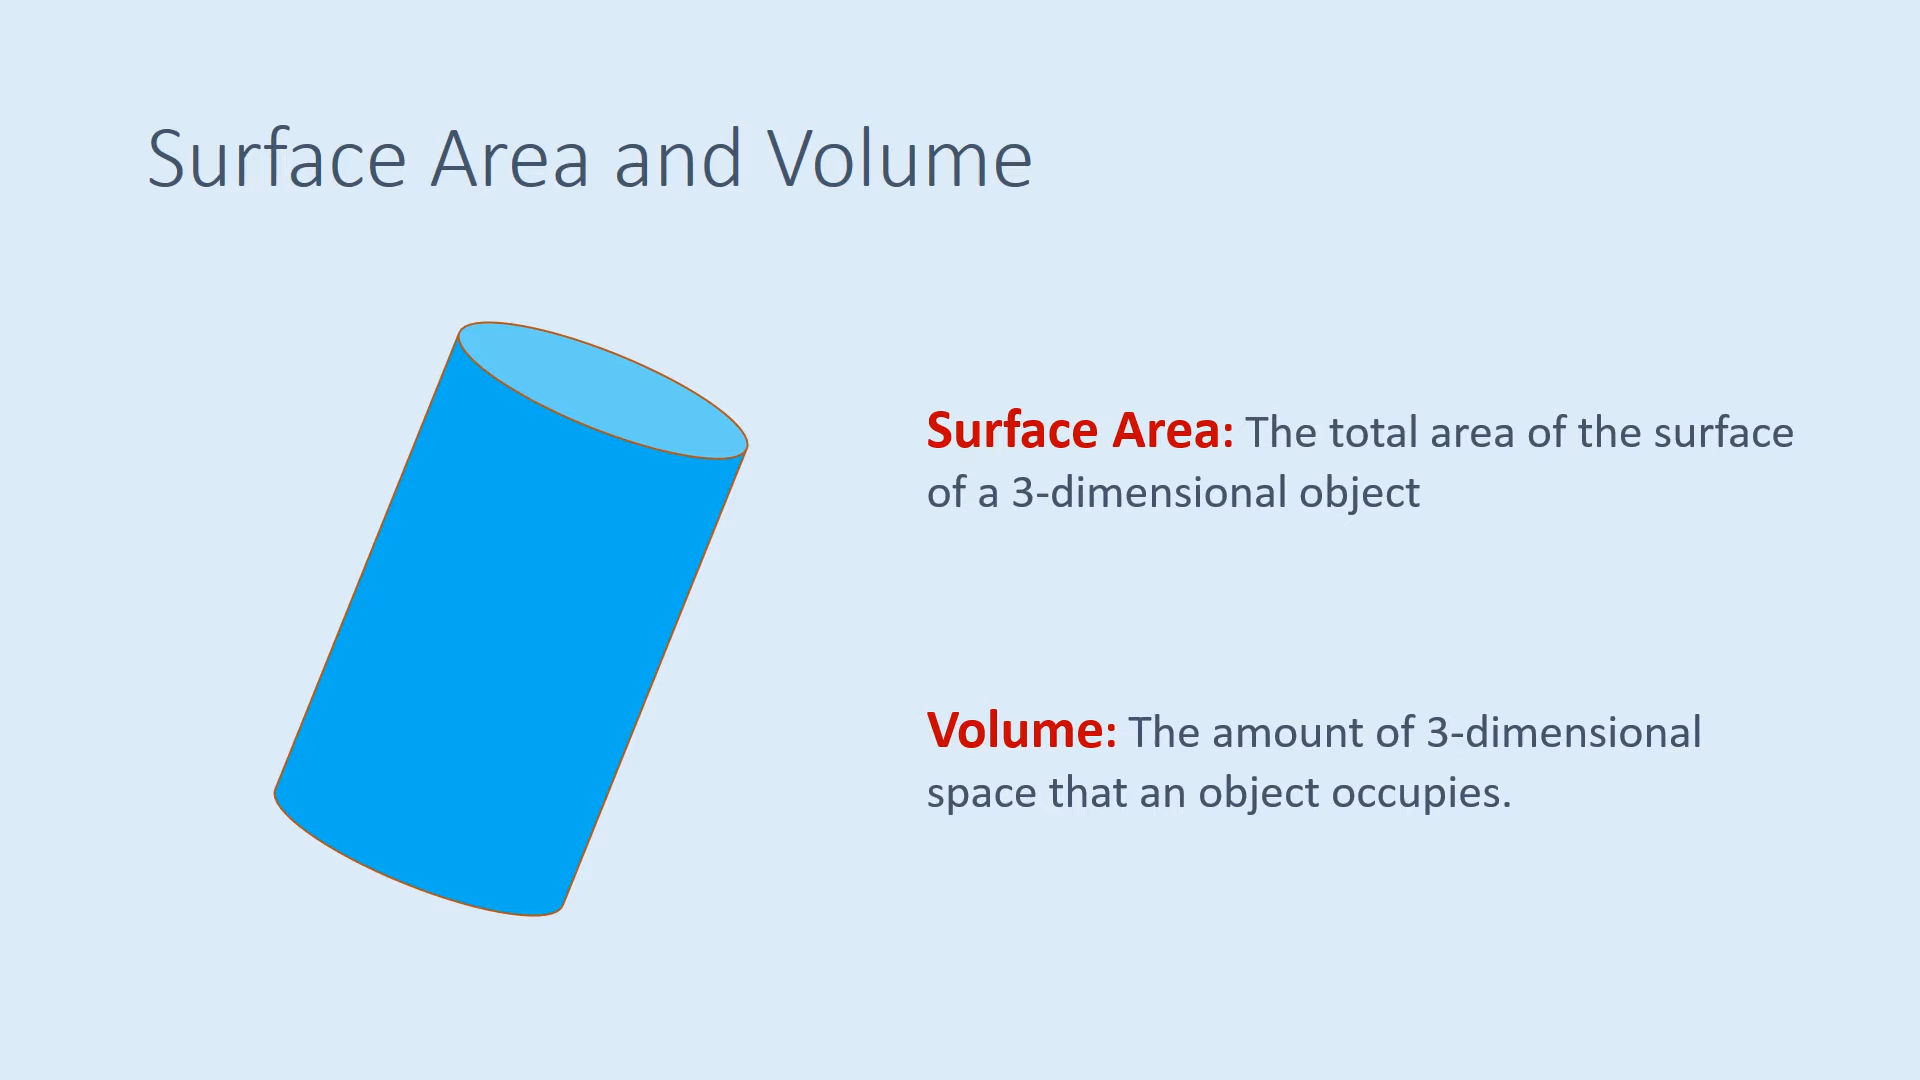 Surface Area and Volume
Surface Area: The total area of the surface
of a 3-dimensional object
Volume: The amount of 3-dimensional
space that an object occupies.